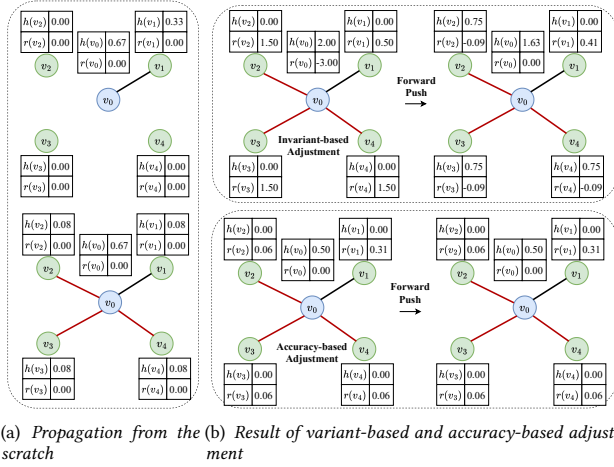 h(v₂) 0.00
r(v₂) 0.00
v₂
h(v₀) 0.67
r(v₀) 0.00
h(v₁) 0.33
r(v₁) 0.00
v₁
v₀
v₃
h(v₃) 0.00
r(v₃) 0.00
v₄
h(v₄) 0.00
r(v₄) 0.00
h(v₂) 0.08
r(v₂) 0.00
v₂
h(v₀) 0.67
r(v₀) 0.00
h(v₁) 0.08
r(v₁) 0.00
v₁
v₀
v₃
h(v₃) 0.08
r(v₃) 0.00
v₄
h(v₄) 0.08
r(v₄) 0.00
(a) Propagation from the
scratch
h(v₂) 0.00
r(v₂) 1.50
v₂
h(v₀) 2.00
r(v₀) -3.00
h(v₁) 0.00
r(v₁) 0.50
v₁
v₀
Invariant-based
Adjustment
v₃
h(v₃) 0.00
r(v₃) 1.50
v₄
h(v₄) 0.00
r(v₄) 1.50
Forward
Push
h(v₂) 0.75
r(v₂) -0.09
v₂
h(v₀) 1.63
r(v₀) 0.00
h(v₁) 0.00
r(v₁) 0.41
v₁
v₀
v₃
h(v₃) 0.75
r(v₃) -0.09
v₄
h(v₄) 0.75
r(v₄) -0.09
h(v₂) 0.00
r(v₂) 0.06
v₂
h(v₀) 0.50
r(v₀) 0.00
h(v₁) 0.00
r(v₁) 0.31
v₁
v₀
Accuracy-based
Adjustment
v₃
h(v₃) 0.00
r(v₃) 0.06
v₄
h(v₄) 0.00
r(v₄) 0.06
Forward
Push
h(v₂) 0.00
r(v₂) 0.06
v₂
h(v₀) 0.50
r(v₀) 0.00
h(v₁) 0.00
r(v₁) 0.31
v₁
v₀
v₃
h(v₃) 0.00
r(v₃) 0.06
v₄
h(v₄) 0.00
r(v₄) 0.06
(b) Result of variant-based and accuracy-based adjust
ment